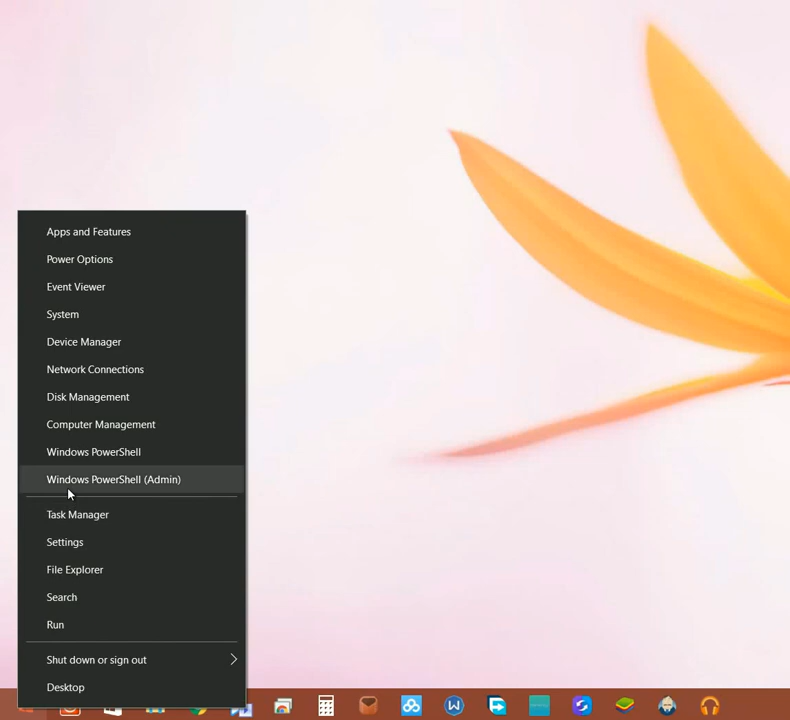 Apps and Features
Power Options
Event Viewer
System
Device Manager
Network Connections
Disk Management
Computer Management
Windows PowerShell
Windows PowerShell (Admin)
Task Manager
Settings
File Explorer
Search
Run
Shut down or sign out
Desktop